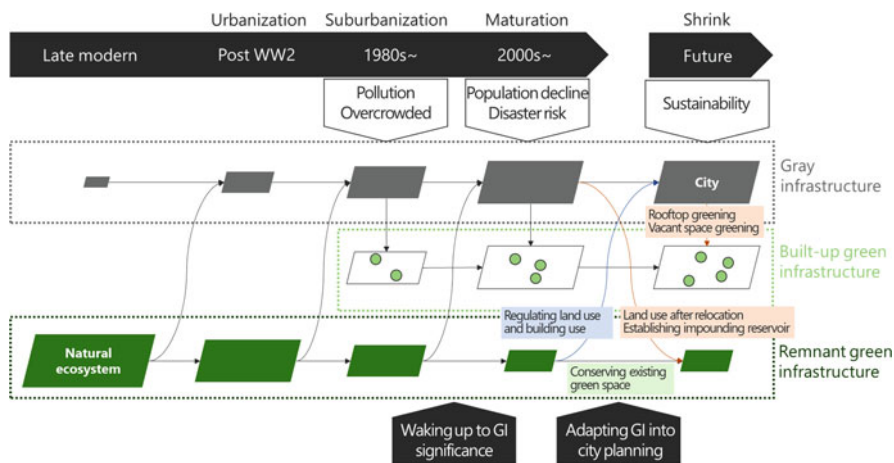 Urbanization
Suburbanization
Maturation
Shrink
Late modern
Post WW2
1980s~
2000s~
Future
Pollution
Overcrowded
Population decline
Disaster risk
Sustainability
City
Gray
infrastructure
Rooftop greening
Vacant space greening
Built-up green
infrastructure
Regulating land use
and building use
Land use after relocation
Establishing impounding reservoir
Natural
ecosystem
Remnant green
infrastructure
Conserving existing
green space
Waking up to GI
significance
Adapting GI into
city planning